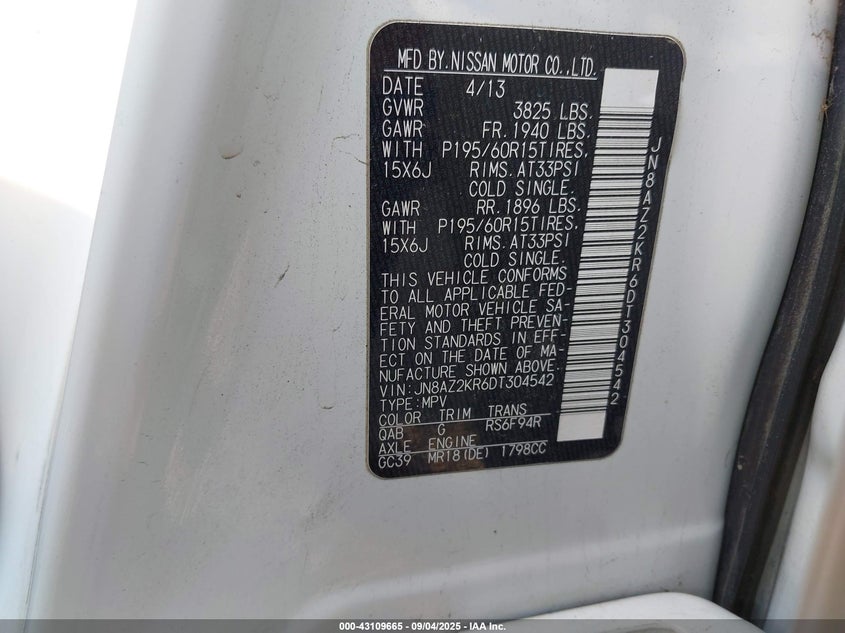 MFD BY. NISSAN MOTOR CO., LTD.
DATE 4/13
GVWR 3825 LBS.
GAWR FR. 1940 LBS.
WITH P195/60R15TIRES.
15X6J RIMS. AT33PSI
COLD SINGLE.
GAWR RR. 1896 LBS.
WITH P195/60R15TIRES.
15X6J RIMS. AT33PSI
COLD SINGLE.
THIS VEHICLE CONFORMS
TO ALL APPLICABLE FED-
ERAL MOTOR VEHICLE SA-
FETY AND THEFT PREVEN-
TION STANDARDS IN EFF-
ECT ON THE DATE OF MA-
NUFACTURE SHOWN ABOVE.
VIN: JN8AZ2KR6DT304542
TYPE: MPV
COLOR TRIM TRANS
QAB G RS6F94R
AXLE ENGINE
GC39 MR18 (DE) 1798CC
JN8AZ2KR6DT304542
000-43109665 - 09/04/2025 - IAA Inc.